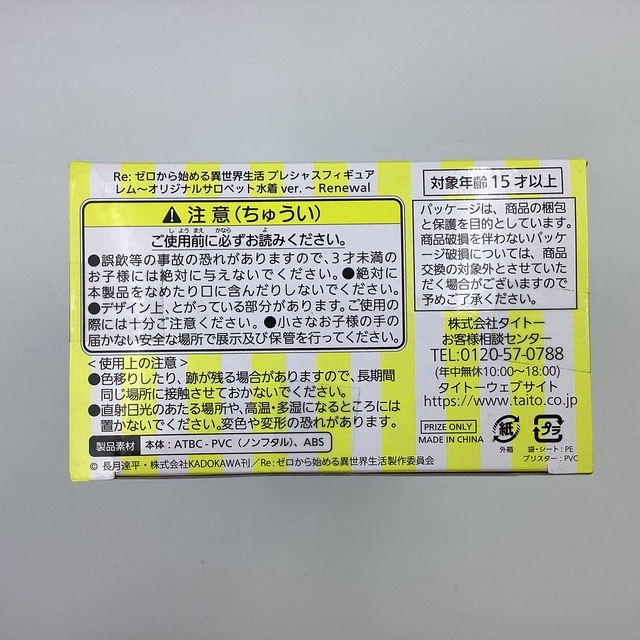 Re: ゼロから始める異世界生活 プレシャスフィギュア
レム〜オリジナルサロペット水着 ver. 〜 Renewal
注意(ちゅうい)
ご使用前に必ずお読みください。
しようまえ かなら よ
●誤飲等の事故の恐れがありますので、3才未満の
お子様には絶対に与えないでください。●絶対に
本製品をなめたり口に含んだりしないでください。
●デザイン上、とがっている部分があります。ご使用の
際には十分ご注意ください。●小さなお子様の手の
届かない安全な場所で展示及び保管を行ってください。
<使用上の注意>
●色移りしたり、跡が残る場合がありますので、長期間
同じ場所に接触させておかないでください。
●直射日光のあたる場所や、高温・多湿になるところには
置かないでください。変色や変形の恐れがあります。
製品素材 本体:ATBC-PVC(ノンフタル)、ABS
© 長月達平・株式会社KADOKAWA刊/Re:ゼロから始める異世界生活製作委員会
対象年齢15才以上
パッケージは、商品の梱包
と保護を目的としています。
商品破損を伴わないパッケ
ージ破損については、商品
交換の対象外とさせていた
だく場合がございますので
予めご了承ください。
株式会社タイトー
お客様相談センター
TEL:0120-57-0788
(年中無休10:00〜18:00)
タイトーウェブサイト
https://www.taito.co.jp
PRIZE ONLY
MADE IN CHINA
紙
外箱
プラ
袋・シート:PE
ブリスター:PVC